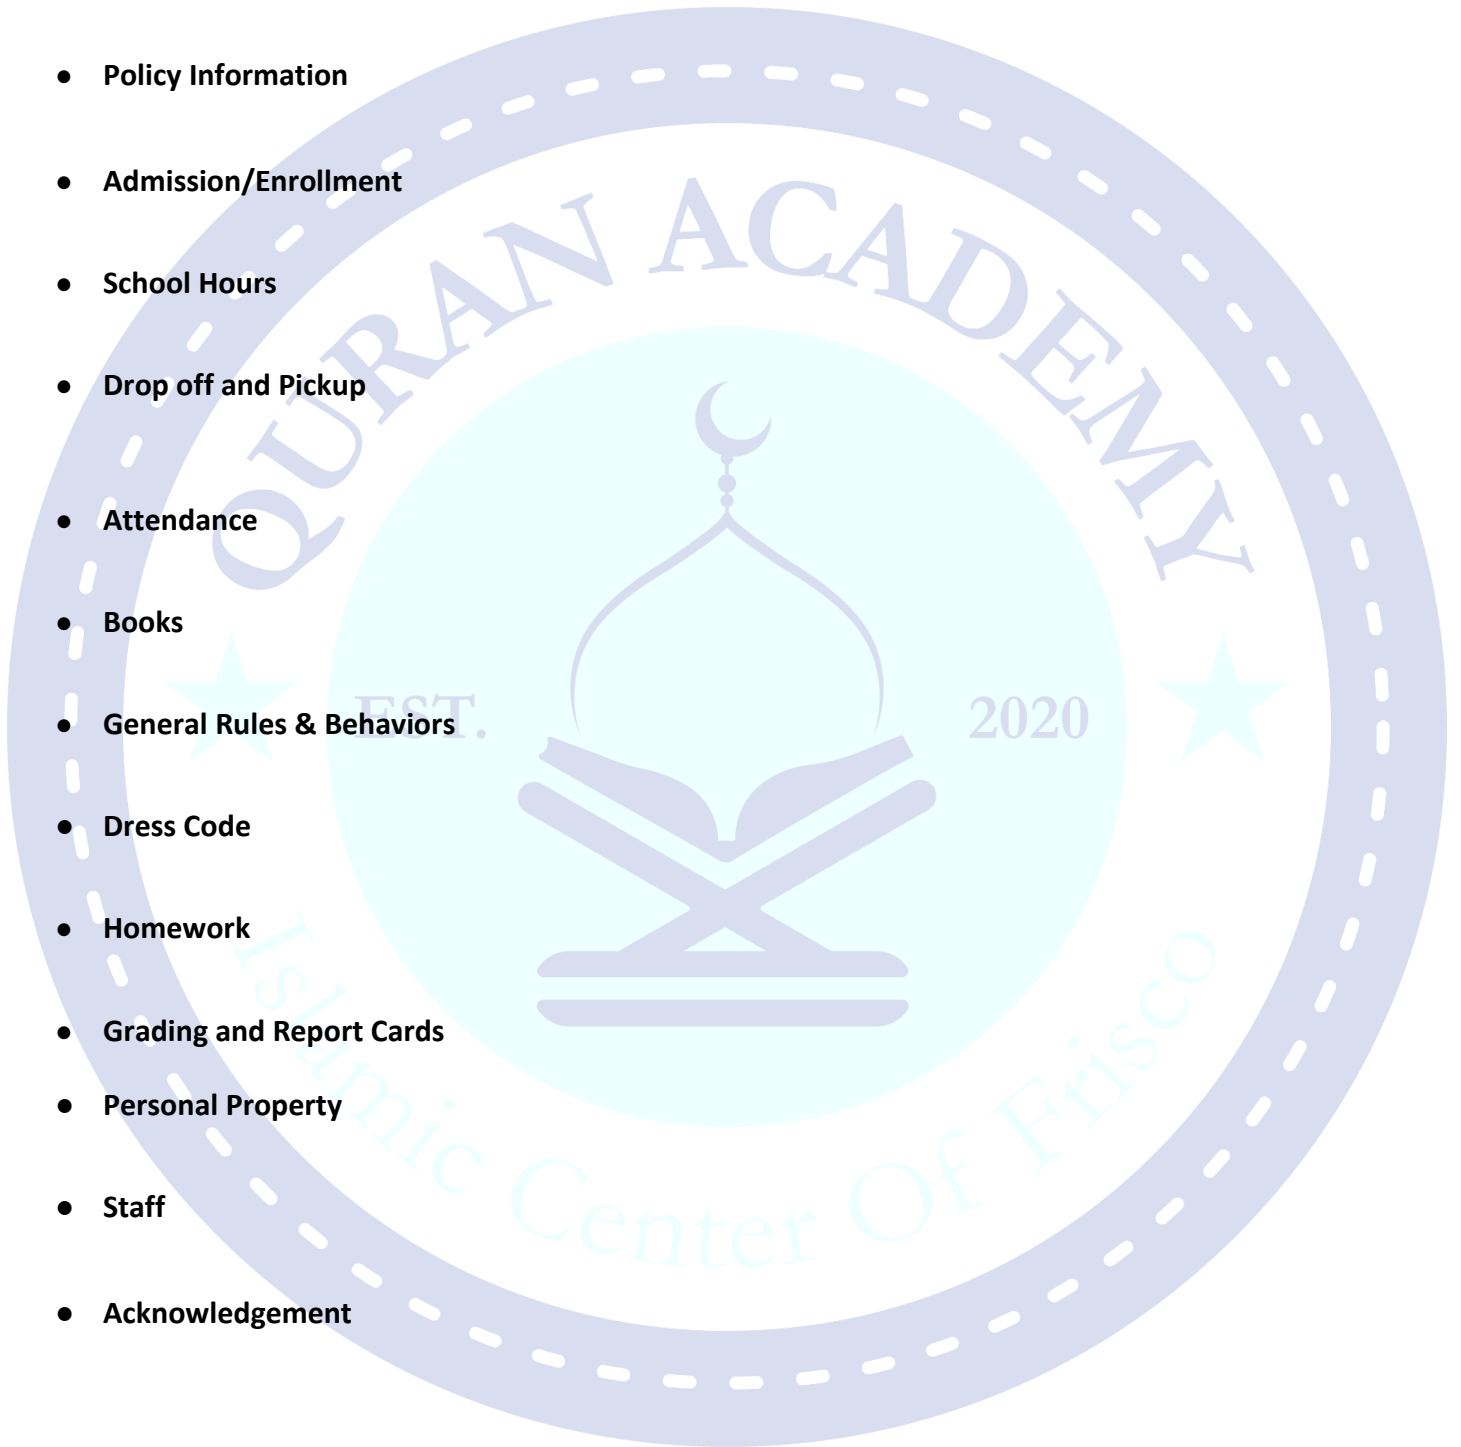 ● Policy Information
● Admission/Enrollment
● School Hours
● Drop off and Pickup
● Attendance
● Books
● General Rules & Behaviors
● Dress Code
● Homework
● Grading and Report Cards
● Personal Property
● Staff
● Acknowledgement
QURAN ACADEMY
EST. 2020
Islamic Center Of Frisco